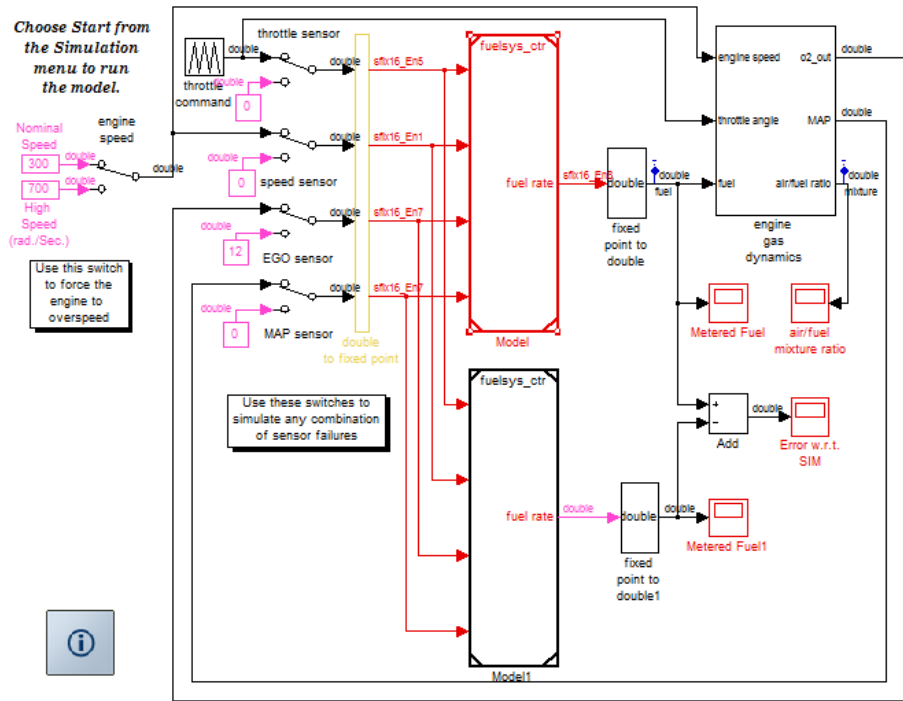 Choose Start from
the Simulation
menu to run
the model.
Nominal
Speed
double
300
double
700
High
Speed
(rad./Sec.)
engine
speed
double
Use this switch
to force the
engine to
overspeed
throttle sensor
double
double
throttle
command
double
0
double
double
double
0
speed sensor
double
double
double
12
EGO sensor
double
double
double
0
MAP sensor
double
to fixed point
Use these switches to
simulate any combination
of sensor failures
sfix16_En5
sfix16_En1
sfix16_En7
sfix16_En7
fuelsys_ctr
fuel rate
Model
sfix16_En8
double
fixed
point to
double
double
fuel
engine speed
throttle angle
fuel
o2_out
MAP
air/fuel ratio
engine
gas
dynamics
double
double
double
mixture
Metered Fuel
air/fuel
mixture ratio
fuelsys_ctr
fuel rate
Model1
double
double
fixed
point to
double1
double
Metered Fuel1
+
−
Add
double
Error w.r.t.
SIM
i